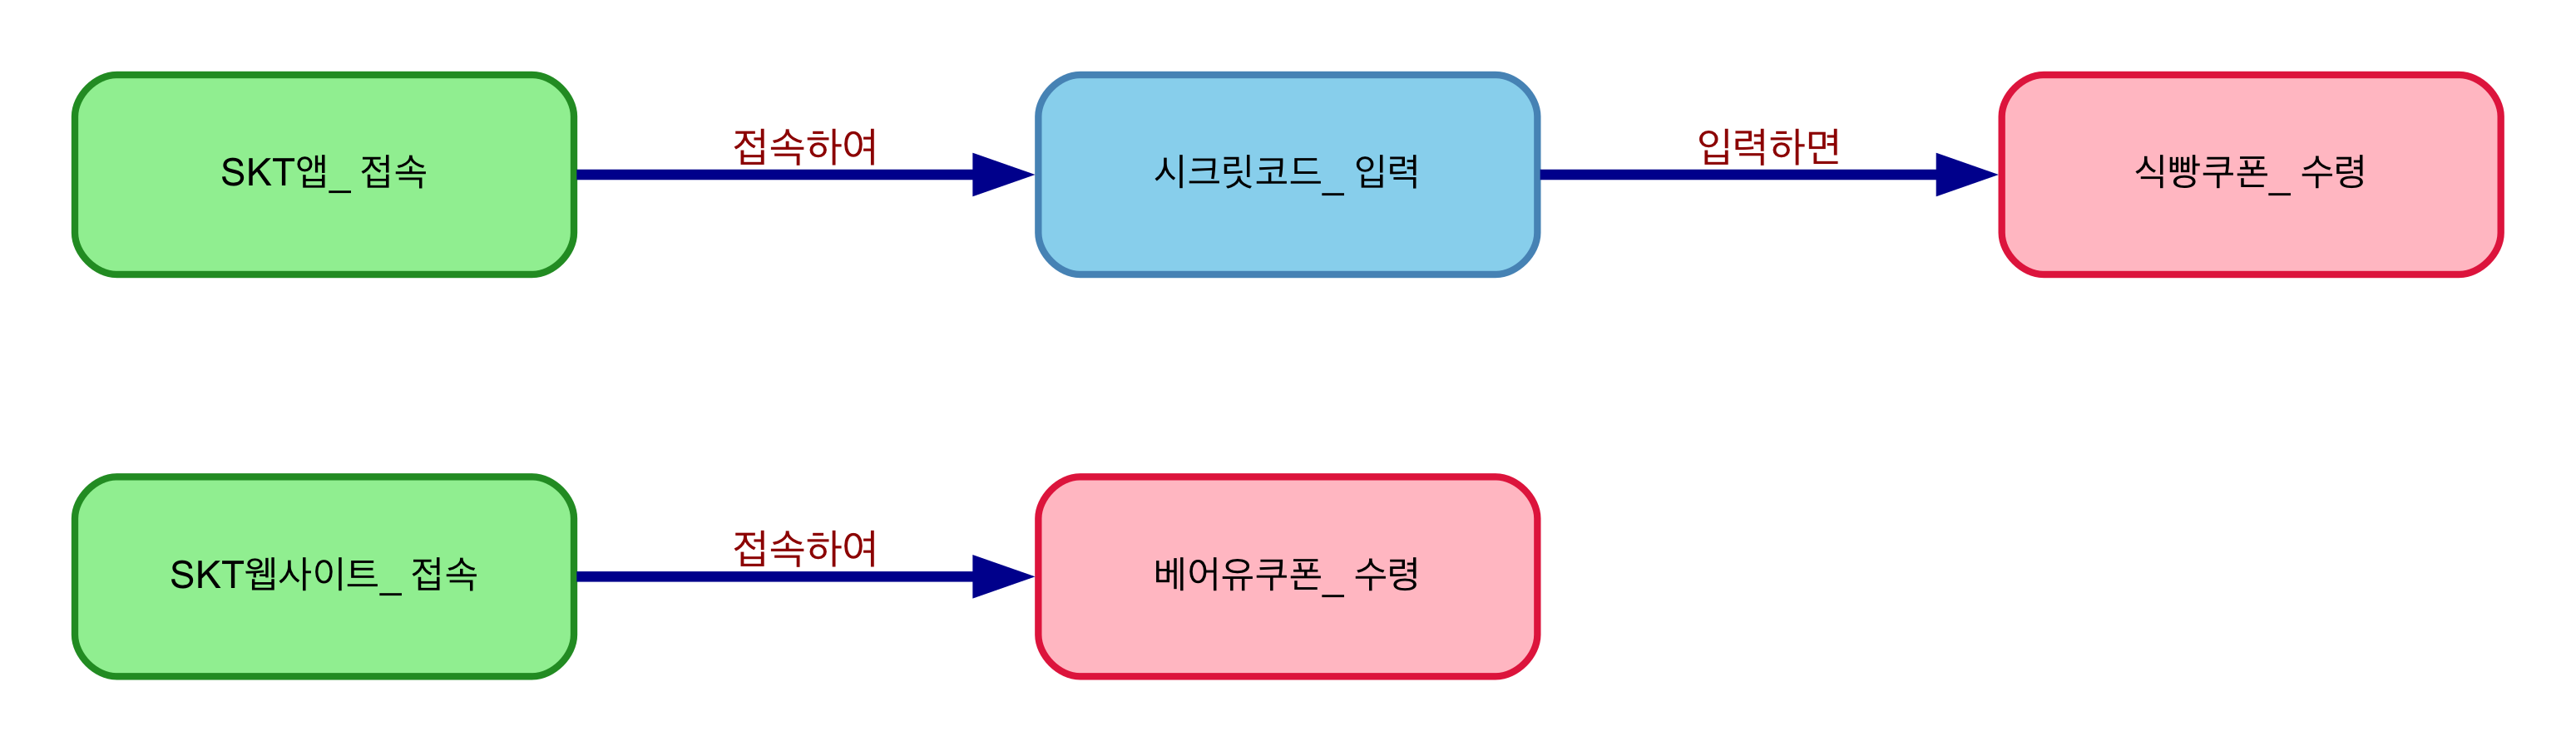 SKT앱_ 접속
접속하여
시크릿코드_ 입력
입력하면
식빵쿠폰_ 수령
SKT웹사이트_ 접속
접속하여
베어유쿠폰_ 수령